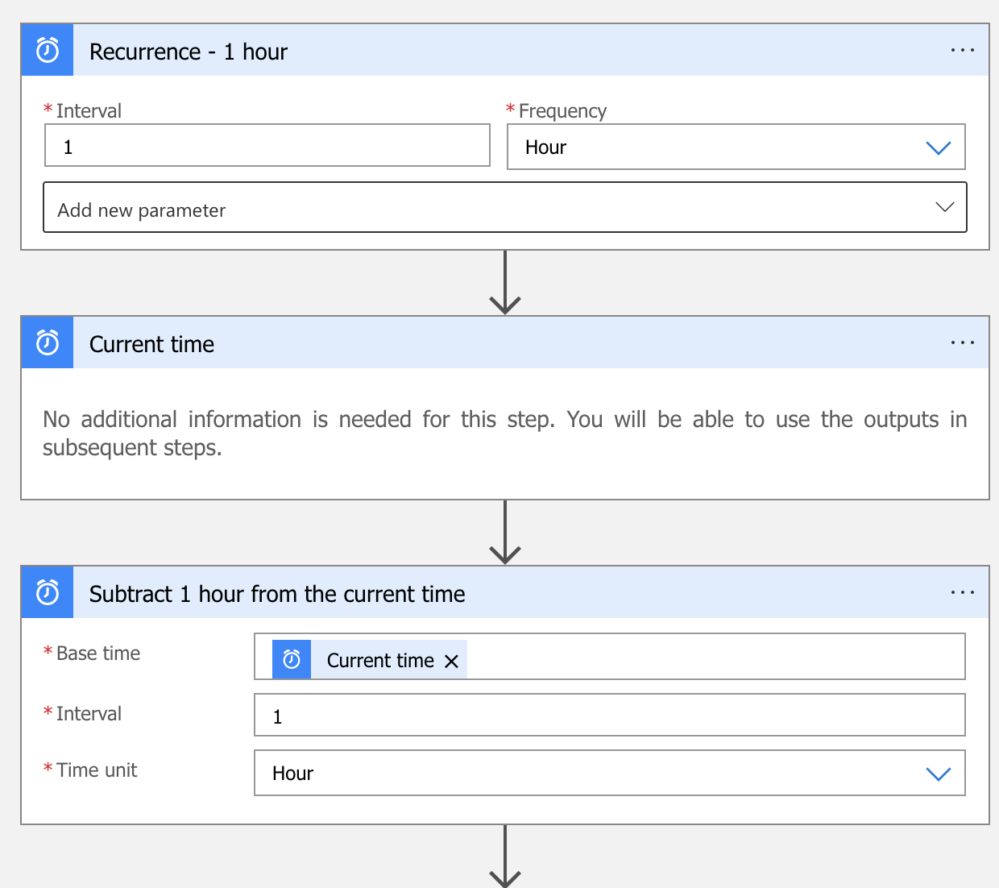 Recurrence - 1 hour
* Interval
* Frequency
1
Hour
Add new parameter
Current time
No additional information is needed for this step. You will be able to use the outputs in
subsequent steps.
Subtract 1 hour from the current time
* Base time
Current time
* Interval
1
* Time unit
Hour